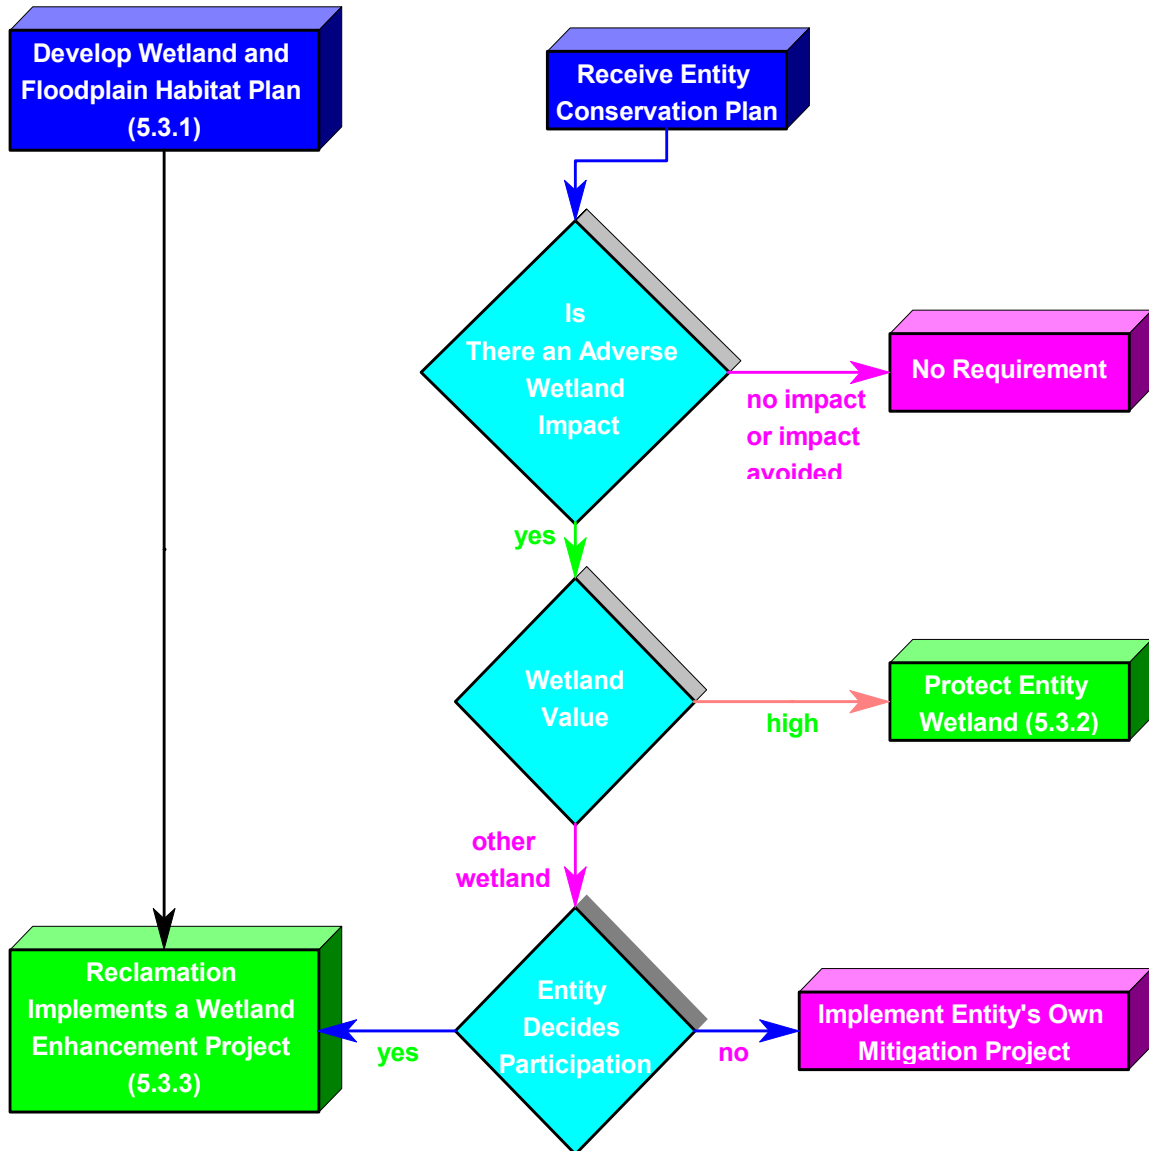 Develop Wetland and
Floodplain Habitat Plan
(5.3.1)
Receive Entity
Conservation Plan
Is
There an Adverse
Wetland
Impact
No Requirement
no impact
or impact
avoided
yes
Wetland
Value
high
Protect Entity
Wetland (5.3.2)
other
wetland
Reclamation
Implements a Wetland
Enhancement Project
(5.3.3)
yes
Entity
Decides
Participation
no
Implement Entity's Own
Mitigation Project